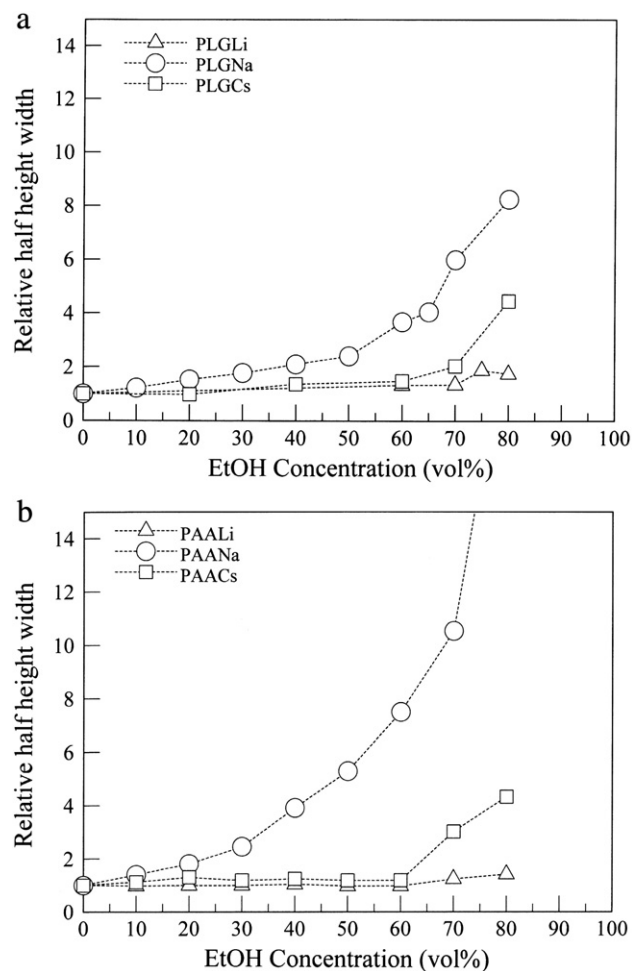 a
PLGLi
PLGNa
PLGCs
Relative half height width
14
12
10
8
6
4
2
0
0 10 20 30 40 50 60 70 80 90 100
EtOH Concentration (vol%)
b
PAALi
PAANa
PAACs
Relative half height width
14
12
10
8
6
4
2
0
0 10 20 30 40 50 60 70 80 90 100
EtOH Concentration (vol%)